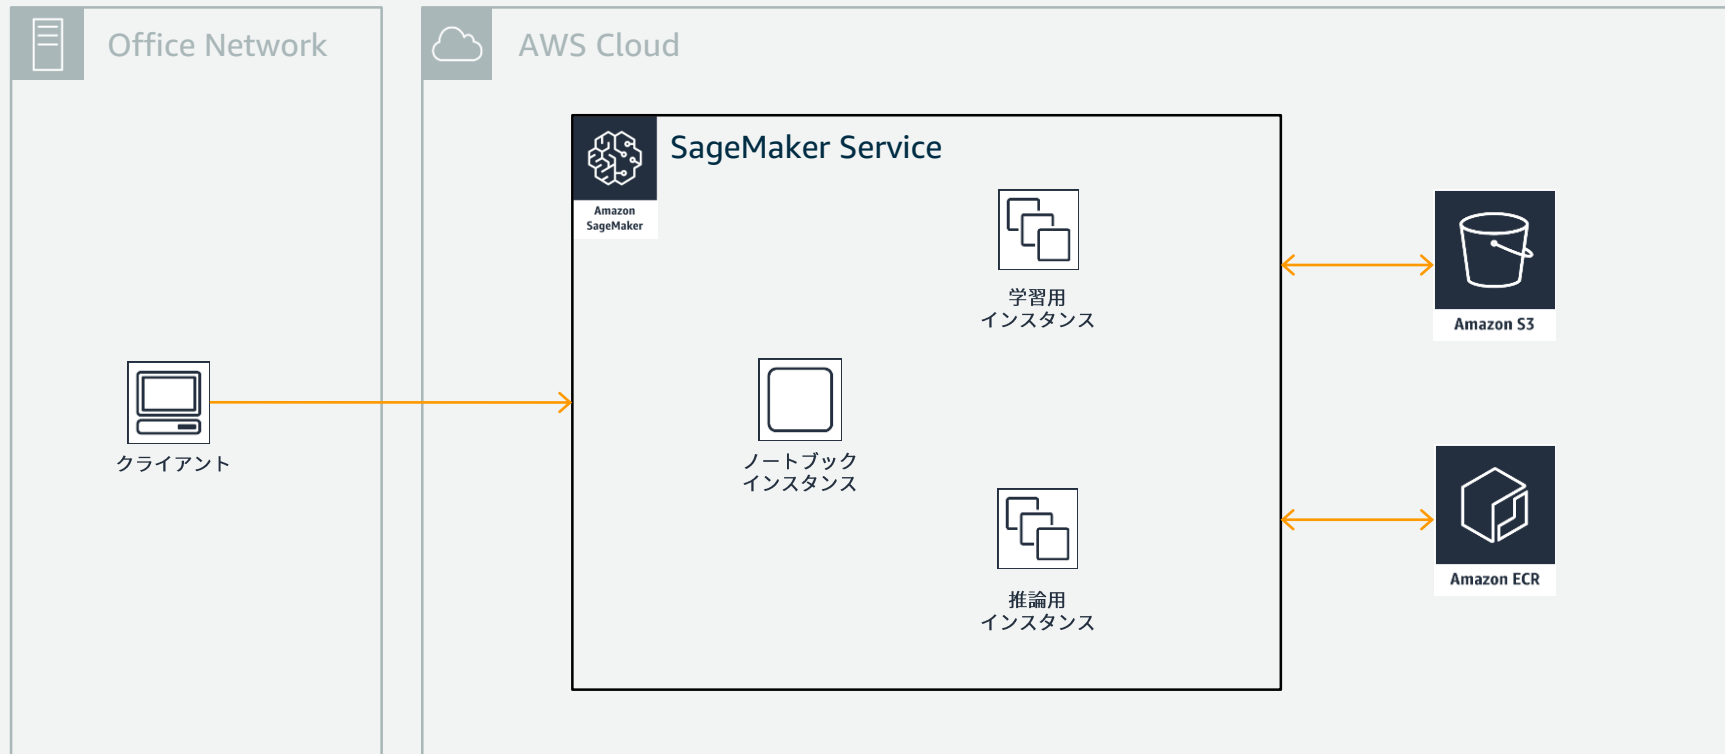 Office Network
AWS Cloud
SageMaker Service
Amazon
SageMaker
学習用
インスタンス
Amazon S3
クライアント
ノートブック
インスタンス
Amazon ECR
推論用
インスタンス